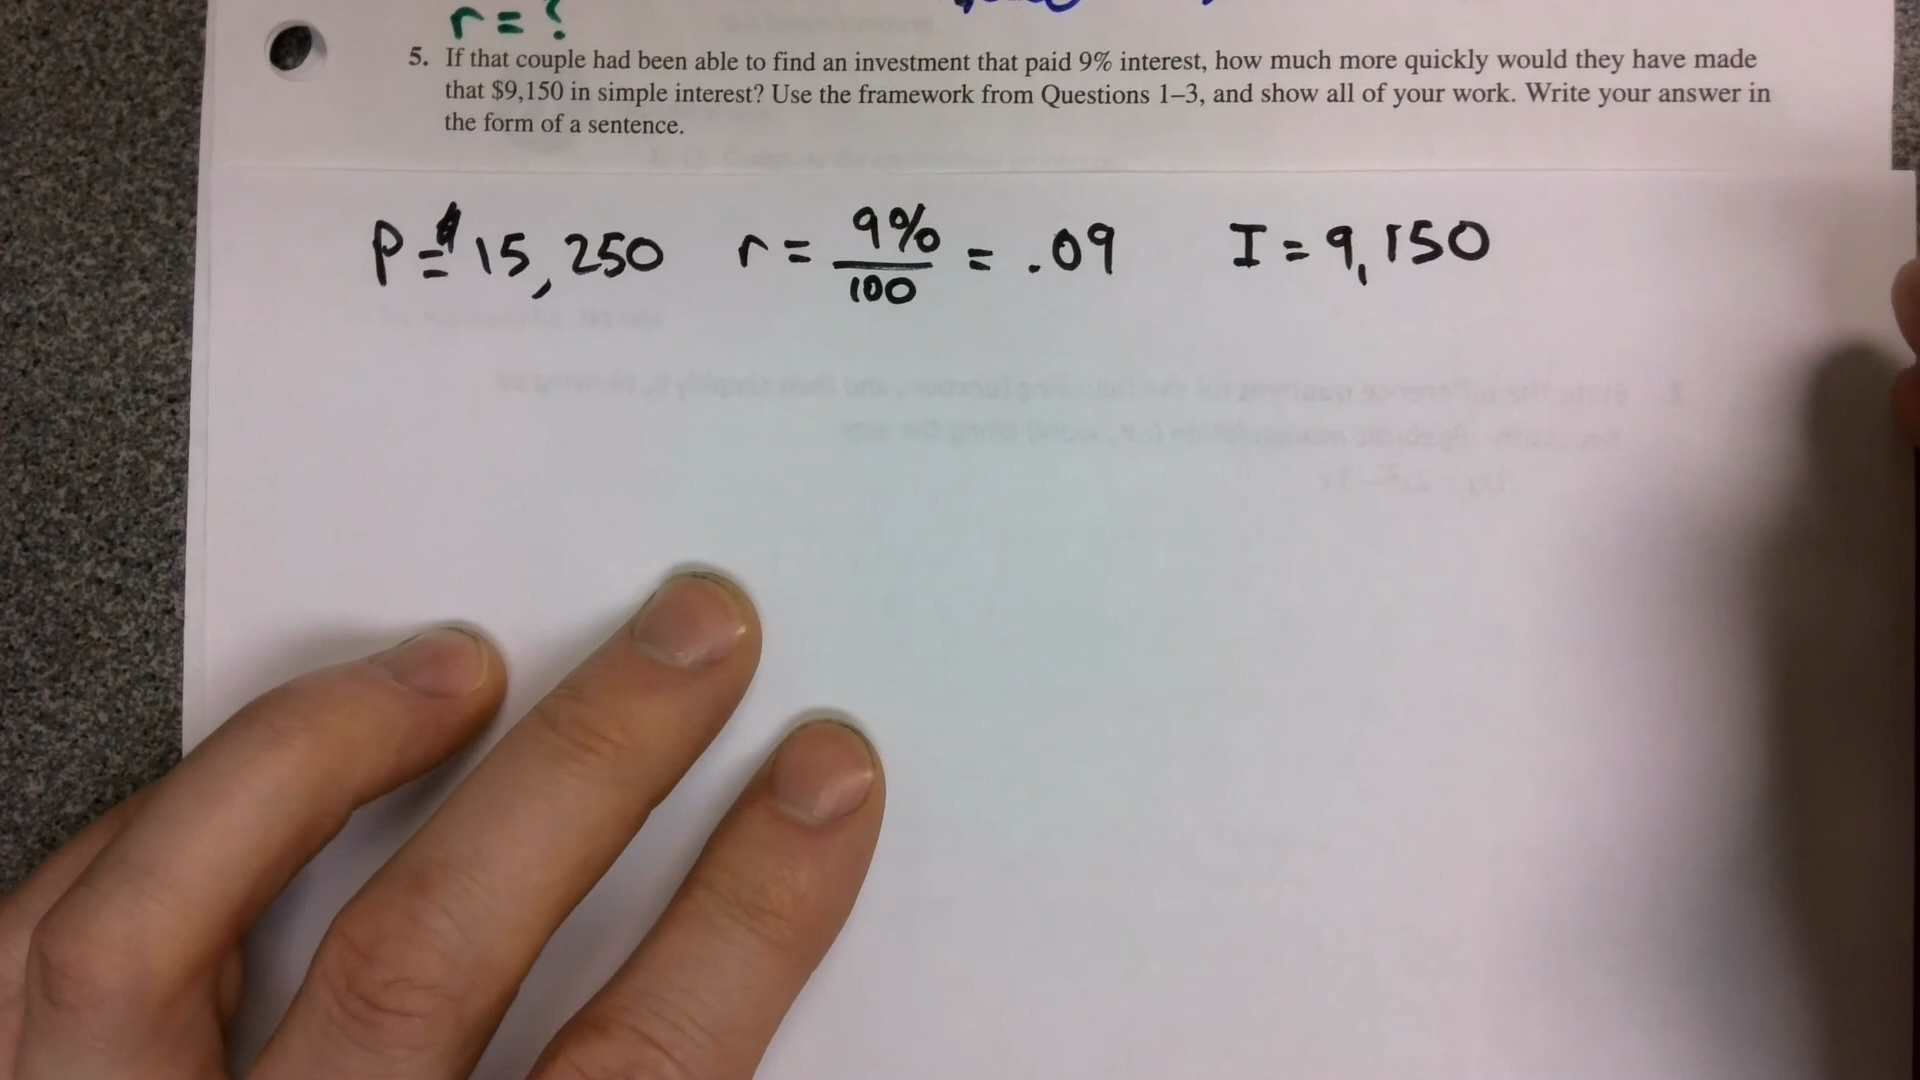 r = ?
5. If that couple had been able to find an investment that paid 9% interest, how much more quickly would they have made
that $9,150 in simple interest? Use the framework from Questions 1–3, and show all of your work. Write your answer in
the form of a sentence.
P = $15,250 r = 9%/100 = .09 I = 9,150